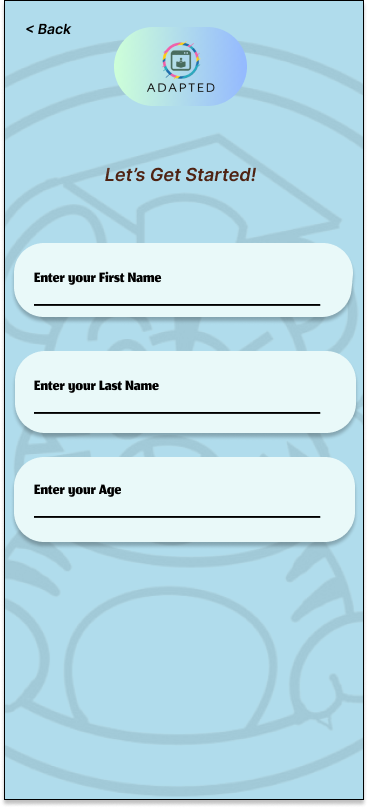 < Back
ADAPTED
Let's Get Started!
Enter your First Name
Enter your Last Name
Enter your Age